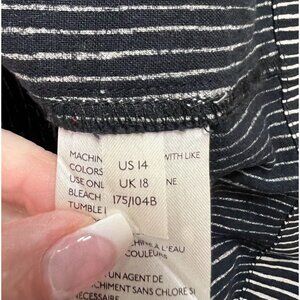 MACHIN US 14 WITH LIKE
COLORS
USE ONL UK 18 NE
BLEACH 175/104B
TUMBLE
CHINE À L'EAU
COULEURS
UN AGENT DE
CHIMENT SANS CHLORE SI
NÉCESSAIRE